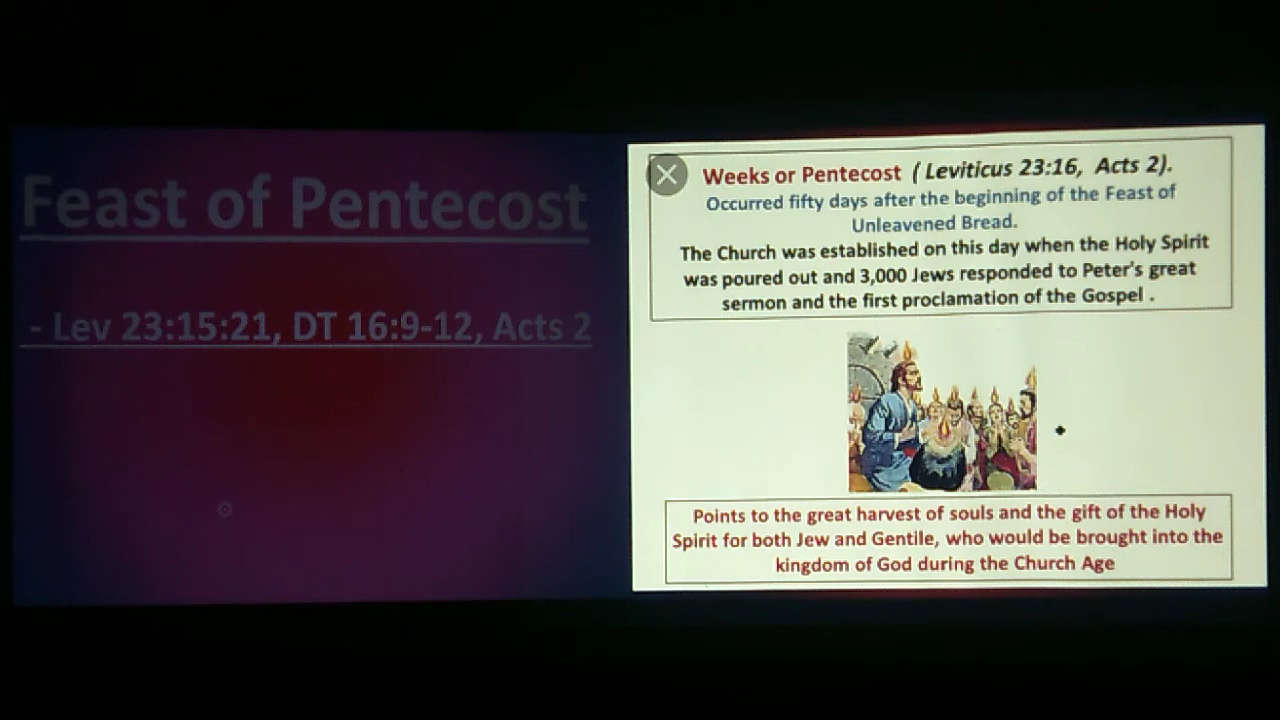 Feast of Pentecost
- Lev 23:15:21, DT 16:9-12, Acts 2
Weeks or Pentecost ( Leviticus 23:16, Acts 2).
Occurred fifty days after the beginning of the Feast of
Unleavened Bread.
The Church was established on this day when the Holy Spirit
was poured out and 3,000 Jews responded to Peter's great
sermon and the first proclamation of the Gospel .
Points to the great harvest of souls and the gift of the Holy
Spirit for both Jew and Gentile, who would be brought into the
kingdom of God during the Church Age